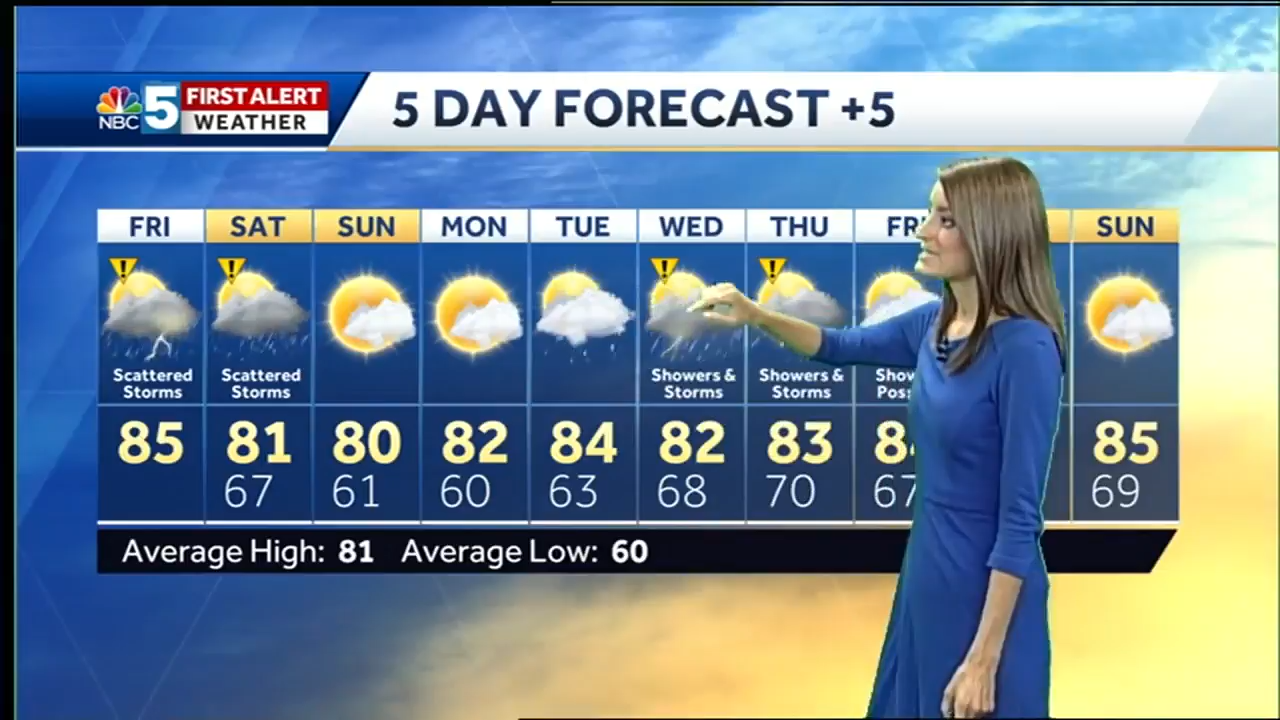 NBC 5 FIRST ALERT
WEATHER
5 DAY FORECAST +5
FRI SAT SUN MON TUE WED THU SUN
! ! ! !
Scattered Scattered Showers & Showers &
Storms Storms Storms Storms
85 81 80 82 84 82 83 85
67 61 60 63 68 70 67 69
Average High: 81 Average Low: 60